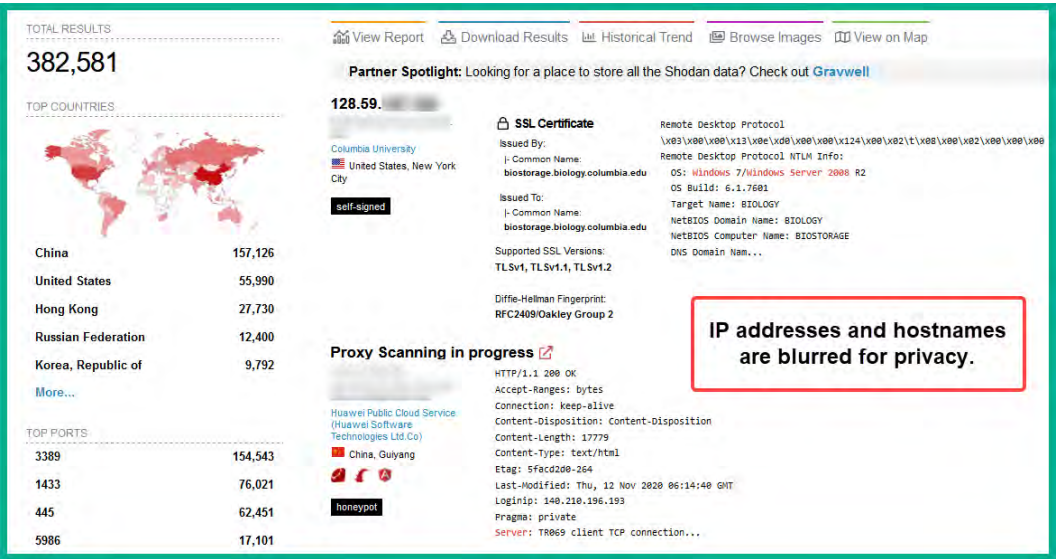 TOTAL RESULTS
382,581
TOP COUNTRIES
China 157,126
United States 55,990
Hong Kong 27,730
Russian Federation 12,400
Korea, Republic of 9,792
More...
TOP PORTS
3389 154,543
1433 76,021
445 62,451
5986 17,101
View Report Download Results Historical Trend Browse Images View on Map
Partner Spotlight: Looking for a place to store all the Shodan data? Check out Gravwell
128.59.
Columbia University
United States, New York
City
self-signed
SSL Certificate
Issued By:
|- Common Name:
biostorage.biology.columbia.edu
Issued To:
|- Common Name:
biostorage.biology.columbia.edu
Supported SSL Versions:
TLSv1, TLSv1.1, TLSv1.2
Diffie-Hellman Fingerprint:
RFC2409/Oakley Group 2
Remote Desktop Protocol
\x03\x00\x00\x13\x0e\xd0\x00\x00\x124\x00\x02\t\x08\x00\x02\x00\x00\x00
Remote Desktop Protocol NTLM Info:
OS: Windows 7/Windows Server 2008 R2
OS Build: 6.1.7601
Target Name: BIOLOGY
NetBIOS Domain Name: BIOLOGY
NetBIOS Computer Name: BIOSTORAGE
DNS Domain Nam...
IP addresses and hostnames
are blurred for privacy.
Proxy Scanning in progress
Huawei Public Cloud Service
(Huawei Software
Technologies Ltd.Co)
China, Guiyang
honeypot
HTTP/1.1 200 OK
Accept-Ranges: bytes
Connection: keep-alive
Content-Disposition: Content-Disposition
Content-Length: 17779
Content-Type: text/html
Etag: 5facd2d0-264
Last-Modified: Thu, 12 Nov 2020 06:14:40 GMT
Loginip: 140.210.196.193
Pragma: private
Server: TR069 client TCP connection...